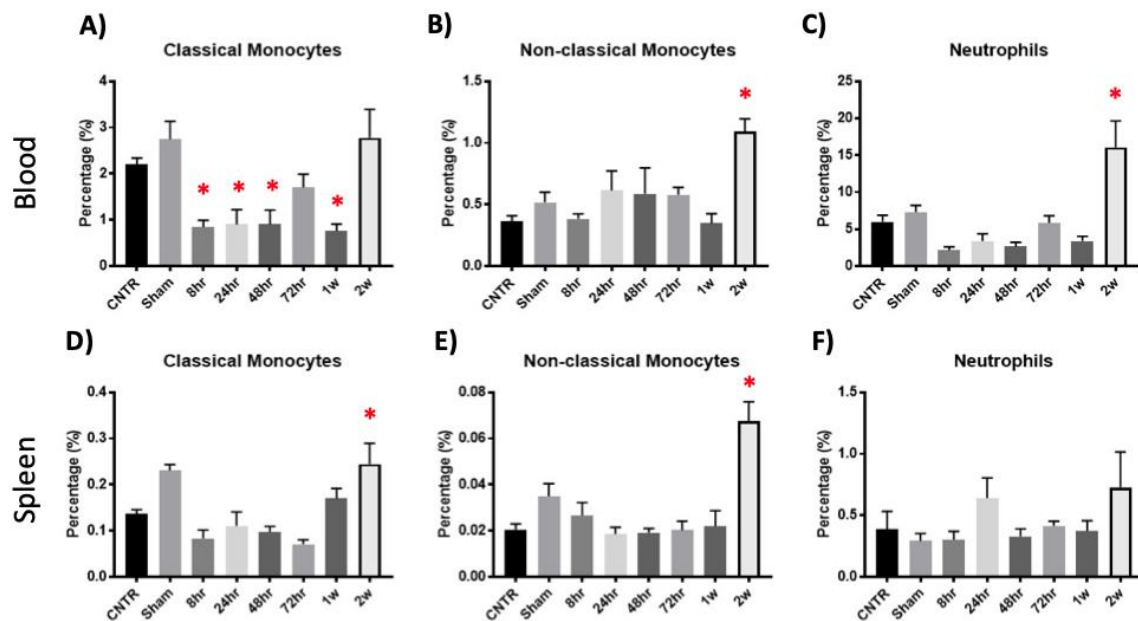 A)
Classical Monocytes
Blood
Percentage (%)
4
3
2
1
0
*
*
*
*
CNTR
Sham
8hr
24hr
48hr
72hr
1w
2w
B)
Non-classical Monocytes
Percentage (%)
1.5
1.0
0.5
0.0
*
CNTR
Sham
8hr
24hr
48hr
72hr
1w
2w
C)
Neutrophils
Percentage (%)
25
20
15
10
5
0
*
CNTR
Sham
8hr
24hr
48hr
72hr
1w
2w
D)
Classical Monocytes
Spleen
Percentage (%)
0.4
0.3
0.2
0.1
0.0
*
CNTR
Sham
8hr
24hr
48hr
72hr
1w
2w
E)
Non-classical Monocytes
Percentage (%)
0.08
0.06
0.04
0.02
0.00
*
CNTR
Sham
8hr
24hr
48hr
72hr
1w
2w
F)
Neutrophils
Percentage (%)
1.5
1.0
0.5
0.0
CNTR
Sham
8hr
24hr
48hr
72hr
1w
2w